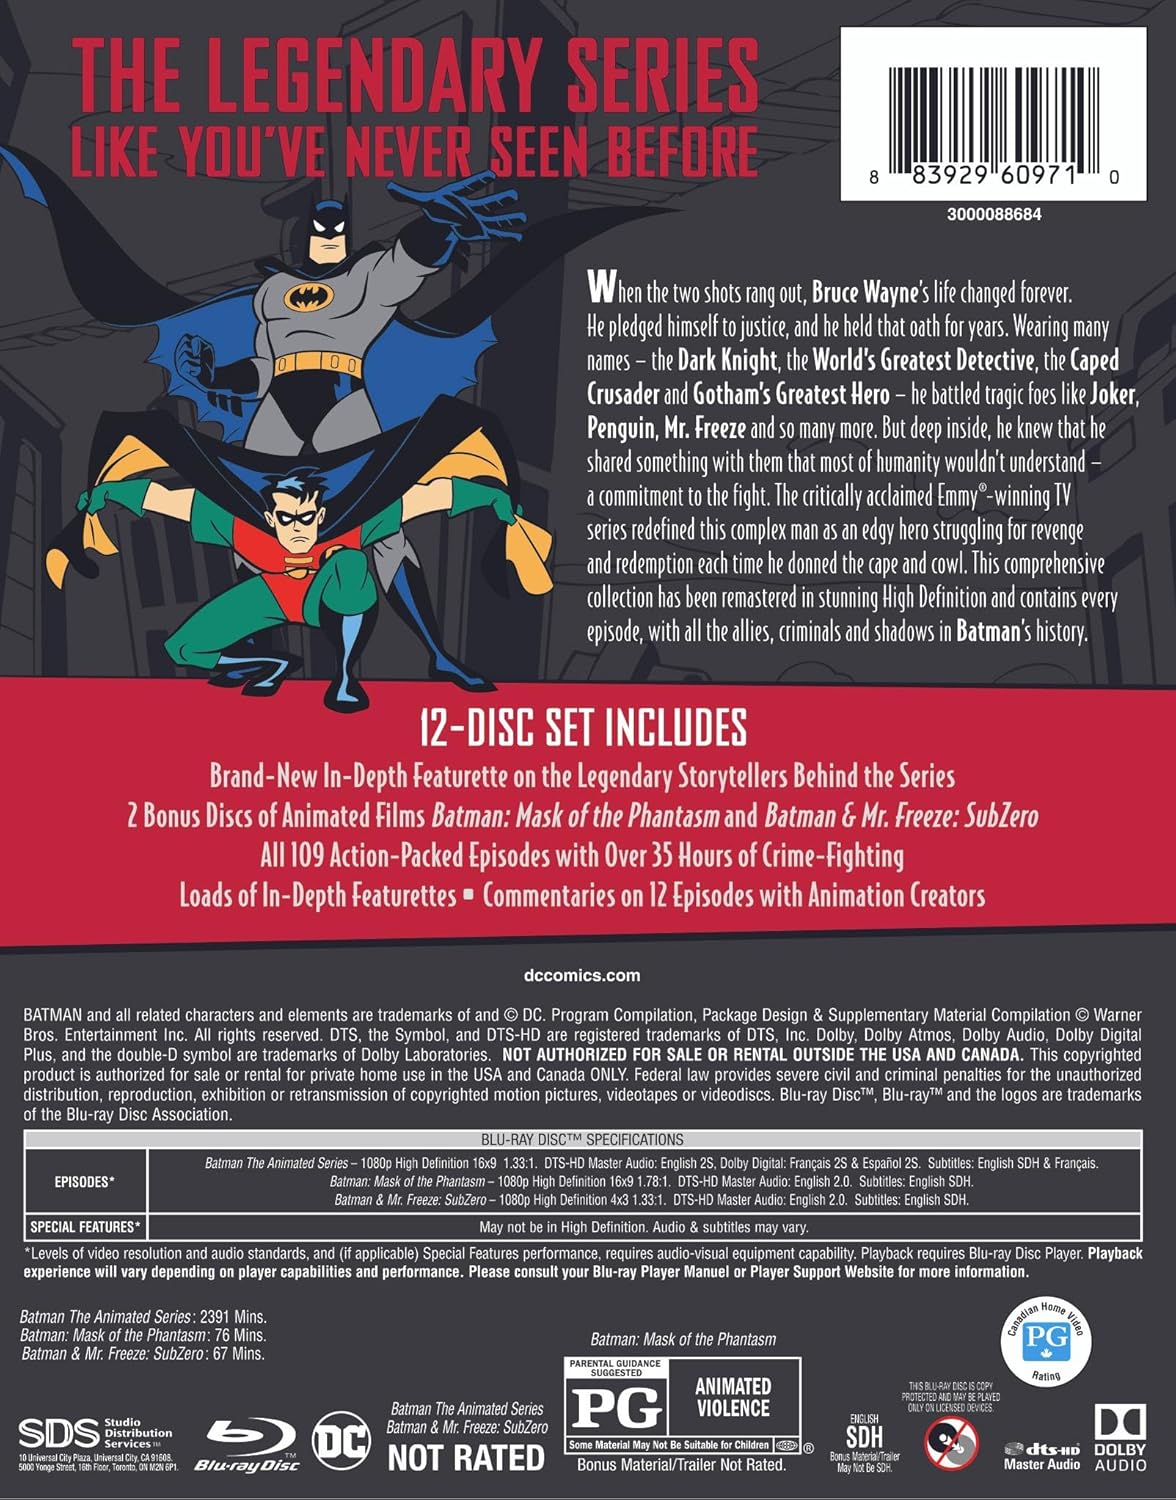 THE LEGENDARY SERIES
LIKE YOU'VE NEVER SEEN BEFORE
8 83929 60971 0
3000088684
When the two shots rang out, Bruce Wayne's life changed forever.
He pledged himself to justice, and he held that oath for years. Wearing many
names – the Dark Knight, the World's Greatest Detective, the Caped
Crusader and Gotham's Greatest Hero – he battled tragic foes like Joker,
Penguin, Mr. Freeze and so many more. But deep inside, he knew that he
shared something with them that most of humanity wouldn't understand –
a commitment to the fight. The critically acclaimed Emmy®-winning TV
series redefined this complex man as an edgy hero struggling for revenge
and redemption each time he donned the cape and cowl. This comprehensive
collection has been remastered in stunning High Definition and contains every
episode, with all the allies, criminals and shadows in Batman's history.
12-DISC SET INCLUDES
Brand-New In-Depth Featurette on the Legendary Storytellers Behind the Series
2 Bonus Discs of Animated Films Batman: Mask of the Phantasm and Batman & Mr. Freeze: SubZero
All 109 Action-Packed Episodes with Over 35 Hours of Crime-Fighting
Loads of In-Depth Featurettes ▪ Commentaries on 12 Episodes with Animation Creators
dccomics.com
BATMAN and all related characters and elements are trademarks of and © DC. Program Compilation, Package Design & Supplementary Material Compilation © Warner
Bros. Entertainment Inc. All rights reserved. DTS, the Symbol, and DTS-HD are registered trademarks of DTS, Inc. Dolby, Dolby Atmos, Dolby Audio, Dolby Digital
Plus, and the double-D symbol are trademarks of Dolby Laboratories. NOT AUTHORIZED FOR SALE OR RENTAL OUTSIDE THE USA AND CANADA. This copyrighted
product is authorized for sale or rental for private home use in the USA and Canada ONLY. Federal law provides severe civil and criminal penalties for the unauthorized
distribution, reproduction, exhibition or retransmission of copyrighted motion pictures, videotapes or videodiscs. Blu-ray Disc™, Blu-ray™ and the logos are trademarks
of the Blu-ray Disc Association.
BLU-RAY DISC™ SPECIFICATIONS
EPISODES*
Batman The Animated Series – 1080p High Definition 16x9 1.33:1. DTS-HD Master Audio: English 2S, Dolby Digital: Français 2S & Español 2S. Subtitles: English SDH & Français.
Batman: Mask of the Phantasm – 1080p High Definition 16x9 1.78:1. DTS-HD Master Audio: English 2.0. Subtitles: English SDH.
Batman & Mr. Freeze: SubZero – 1080p High Definition 4x3 1.33:1. DTS-HD Master Audio: English 2.0. Subtitles: English SDH.
SPECIAL FEATURES*
May not be in High Definition. Audio & subtitles may vary.
*Levels of video resolution and audio standards, and (if applicable) Special Features performance, requires audio-visual equipment capability. Playback requires Blu-ray Disc Player. Playback
experience will vary depending on player capabilities and performance. Please consult your Blu-ray Player Manuel or Player Support Website for more information.
Batman The Animated Series: 2391 Mins.
Batman: Mask of the Phantasm: 76 Mins.
Batman & Mr. Freeze: SubZero: 67 Mins.
SDS Studio Distribution Services™
10 Universal City Plaza, Universal City, CA 91608.
5000 Yonge Street, 16th Floor, Toronto, ON M2N 6P1.
Blu-ray Disc™
DC
Batman The Animated Series
Batman & Mr. Freeze: SubZero
NOT RATED
Batman: Mask of the Phantasm
PARENTAL GUIDANCE
SUGGESTED
PG
ANIMATED
VIOLENCE
Some Material May Not Be Suitable for Children
®
Bonus Material/Trailer Not Rated.
Canadian Home Video
PG
Rating
THIS BLU-RAY DISC IS COPY
PROTECTED AND MAY BE PLAYED
ONLY ON LICENSED DEVICES.
ENGLISH
SDH
Bonus Material/Trailer
May Not Be SDH.
dts-HD
Master Audio
DOLBY
AUDIO